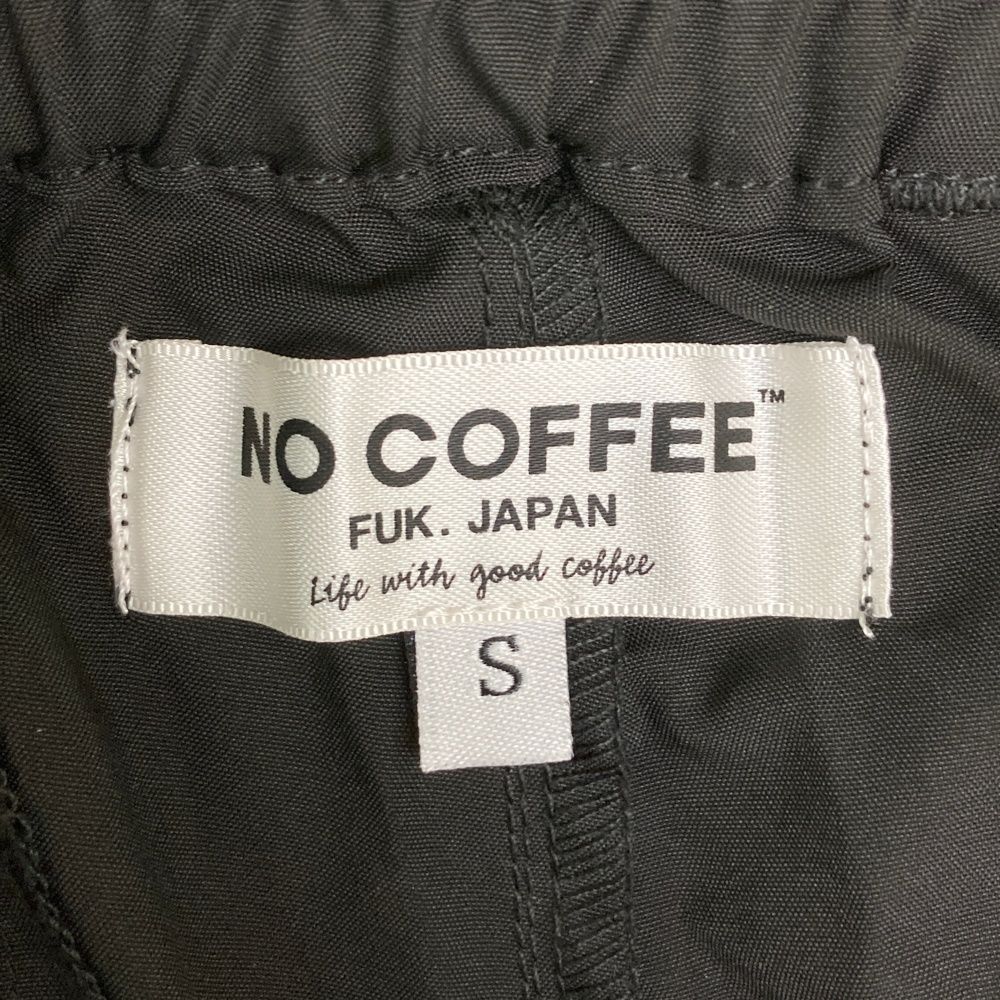 NO COFFEE™
FUK. JAPAN
Life with good coffee
S